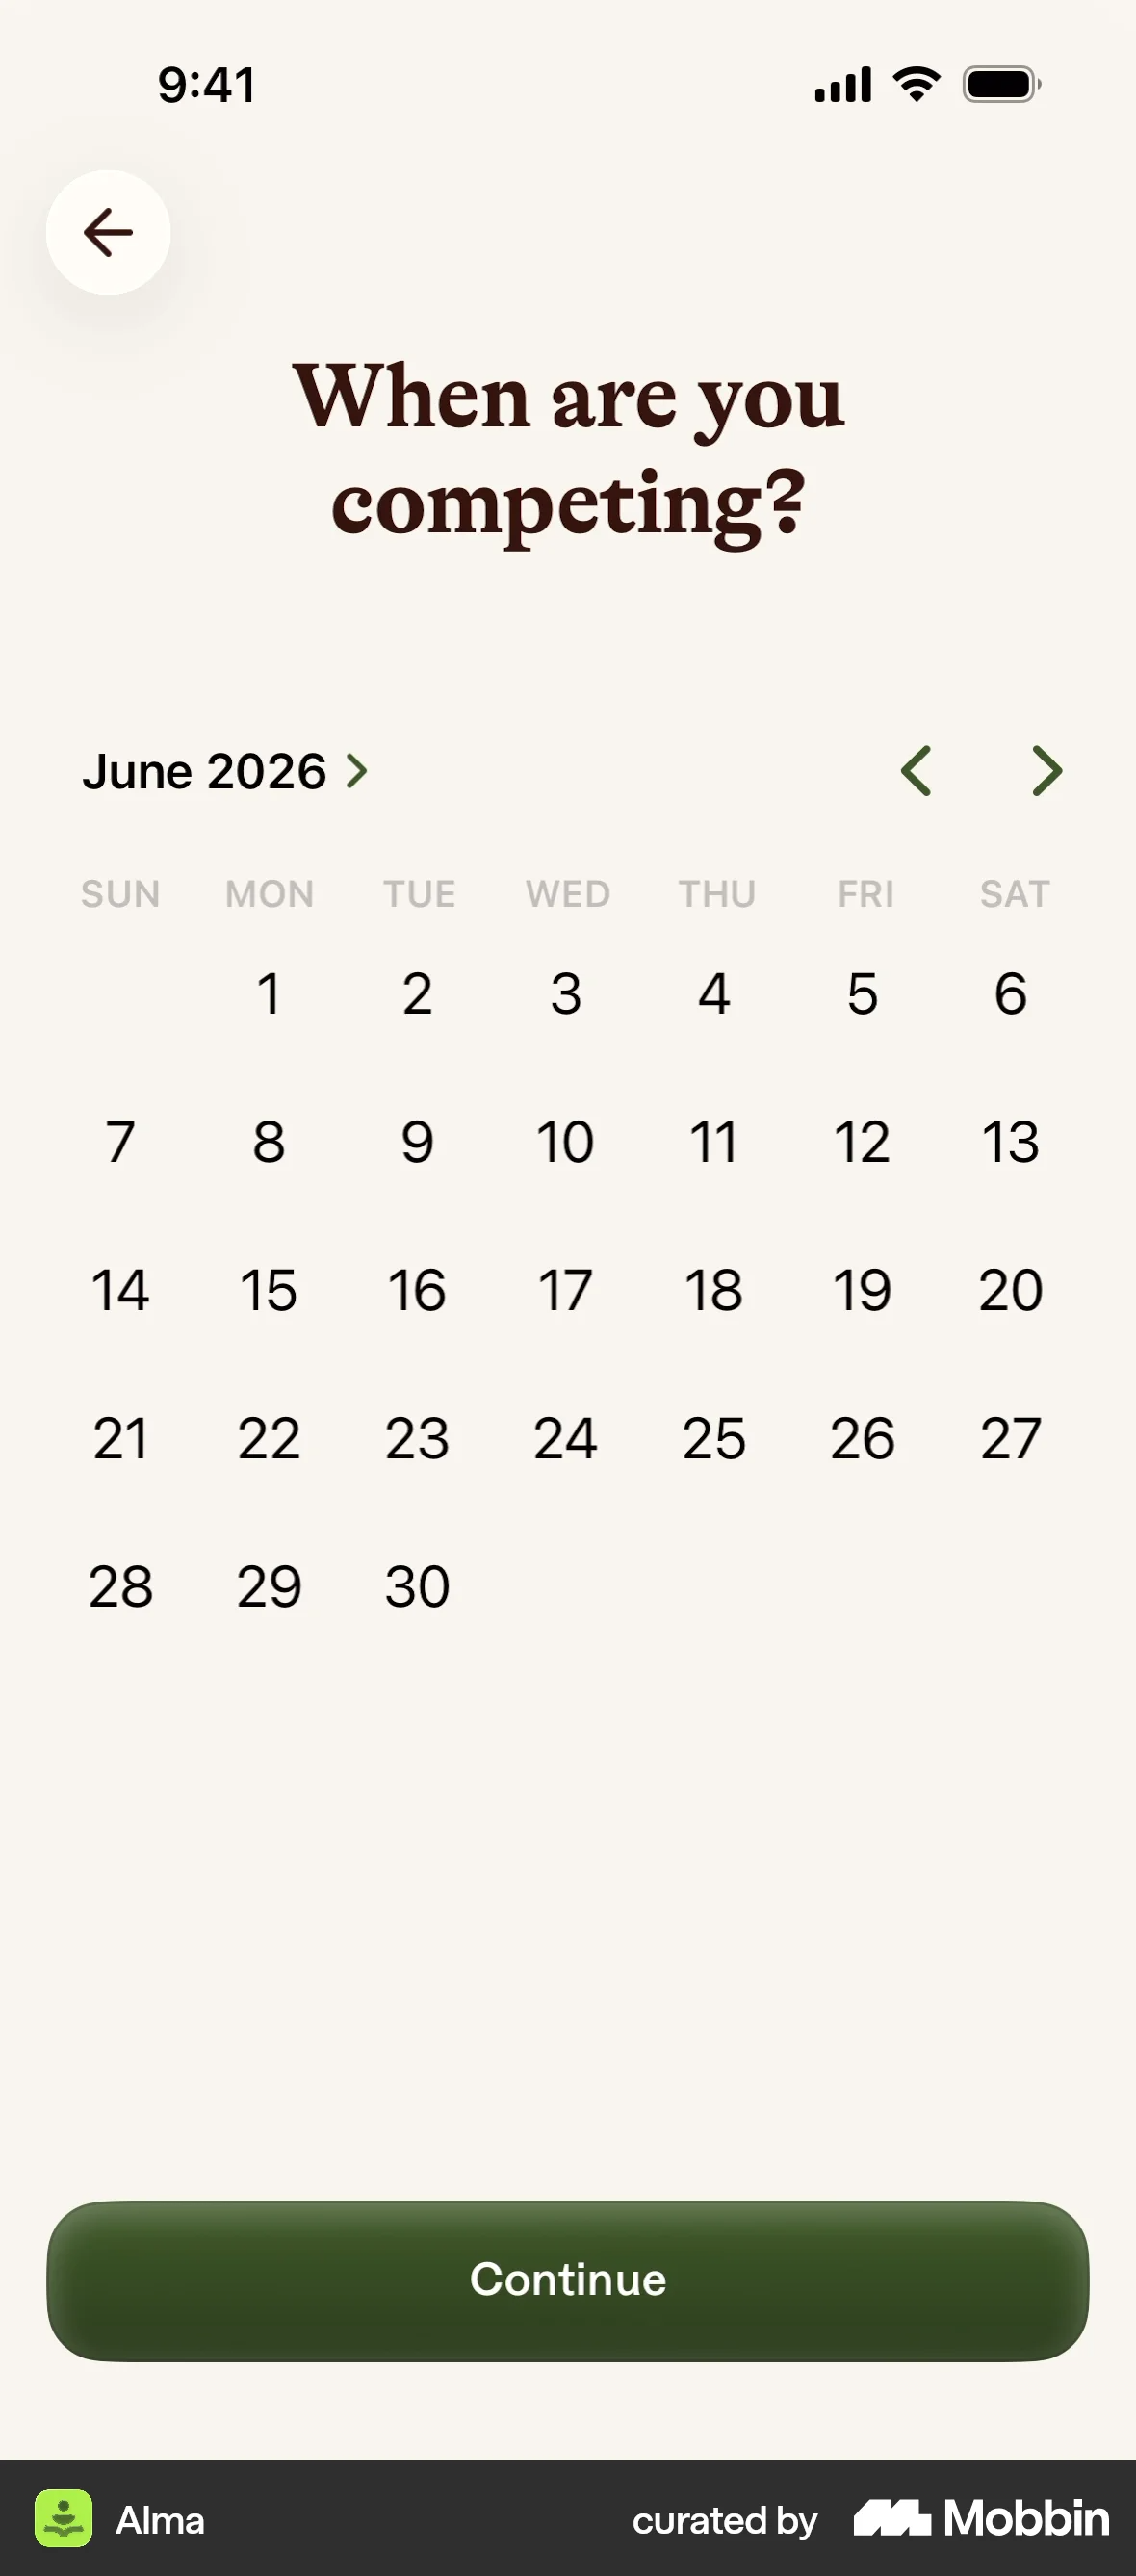 9:41
When are you
competing?
June 2026
SUN MON TUE WED THU FRI SAT
1 2 3 4 5 6
7 8 9 10 11 12 13
14 15 16 17 18 19 20
21 22 23 24 25 26 27
28 29 30
Continue
Alma curated by Mobbin